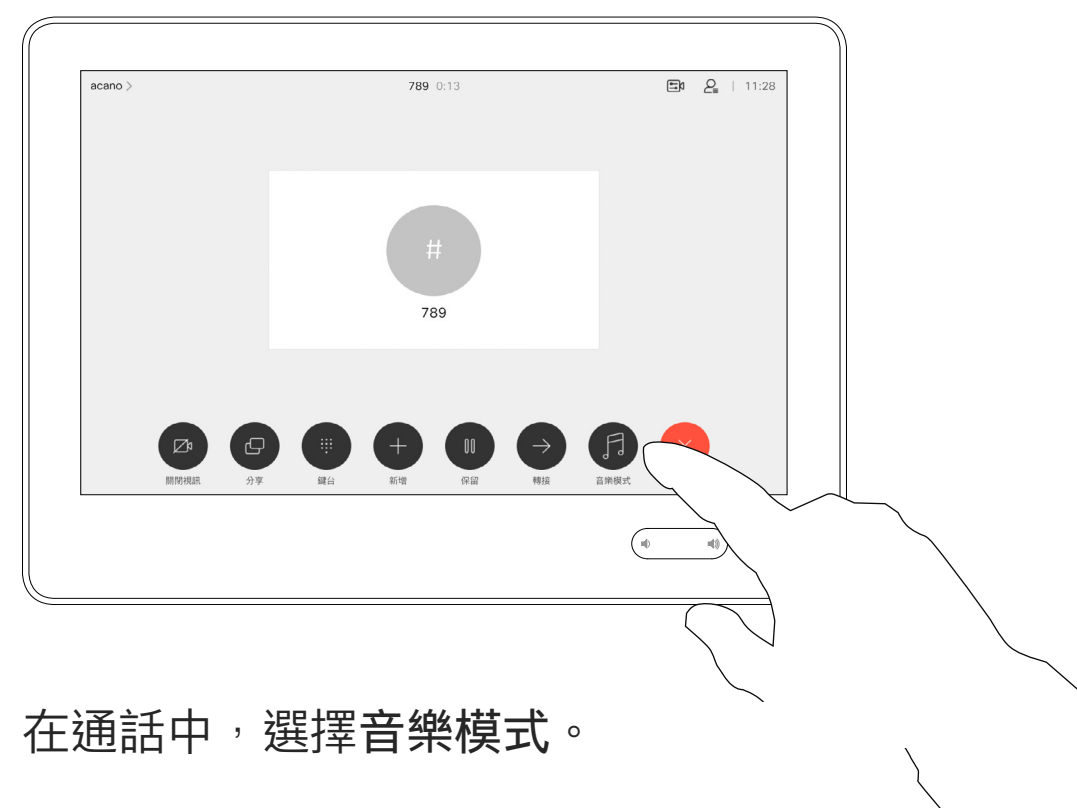 acano >
789 0:13
11:28
#
789
關閉視訊 分享 鍵台 新增 保留 轉接 音樂模式
在通話中，選擇音樂模式。